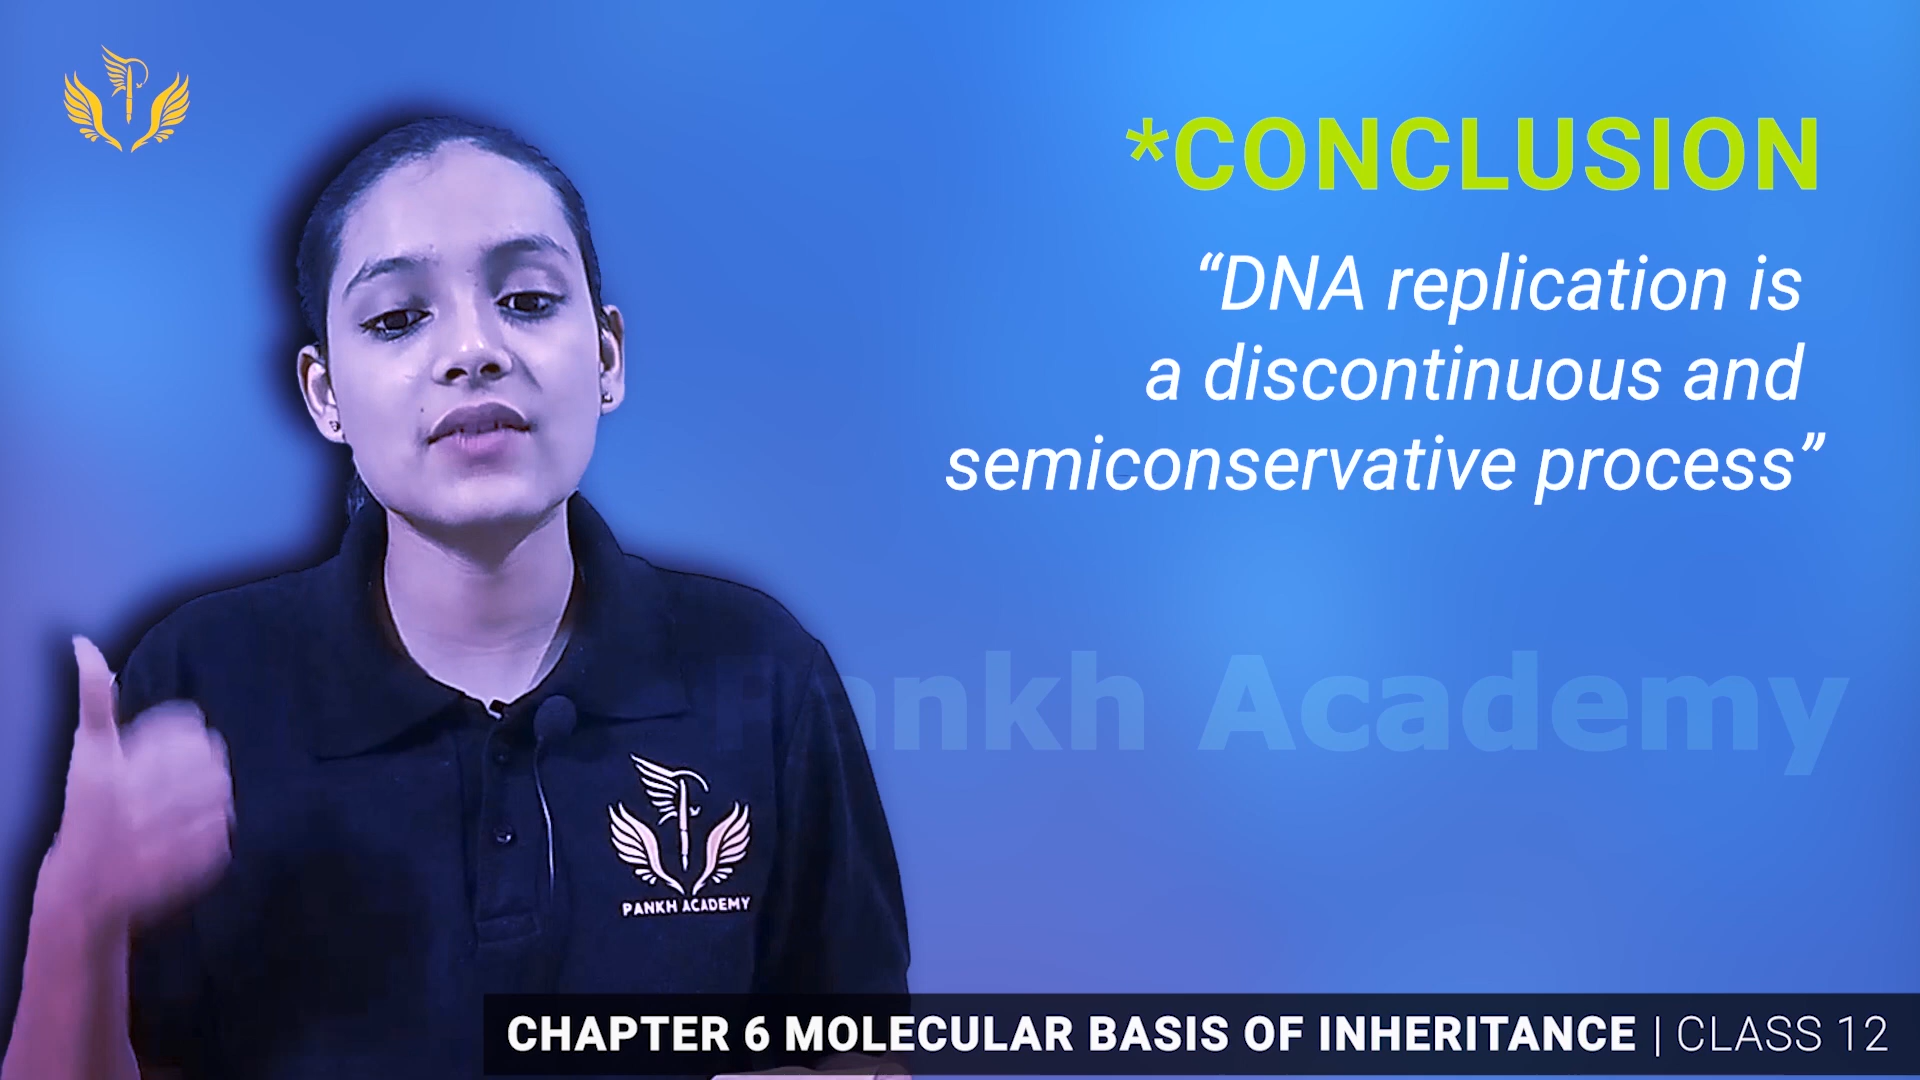 *CONCLUSION
“DNA replication is
a discontinuous and
semiconservative process”
Pankh Academy
PANKH ACADEMY
CHAPTER 6 MOLECULAR BASIS OF INHERITANCE | CLASS 12